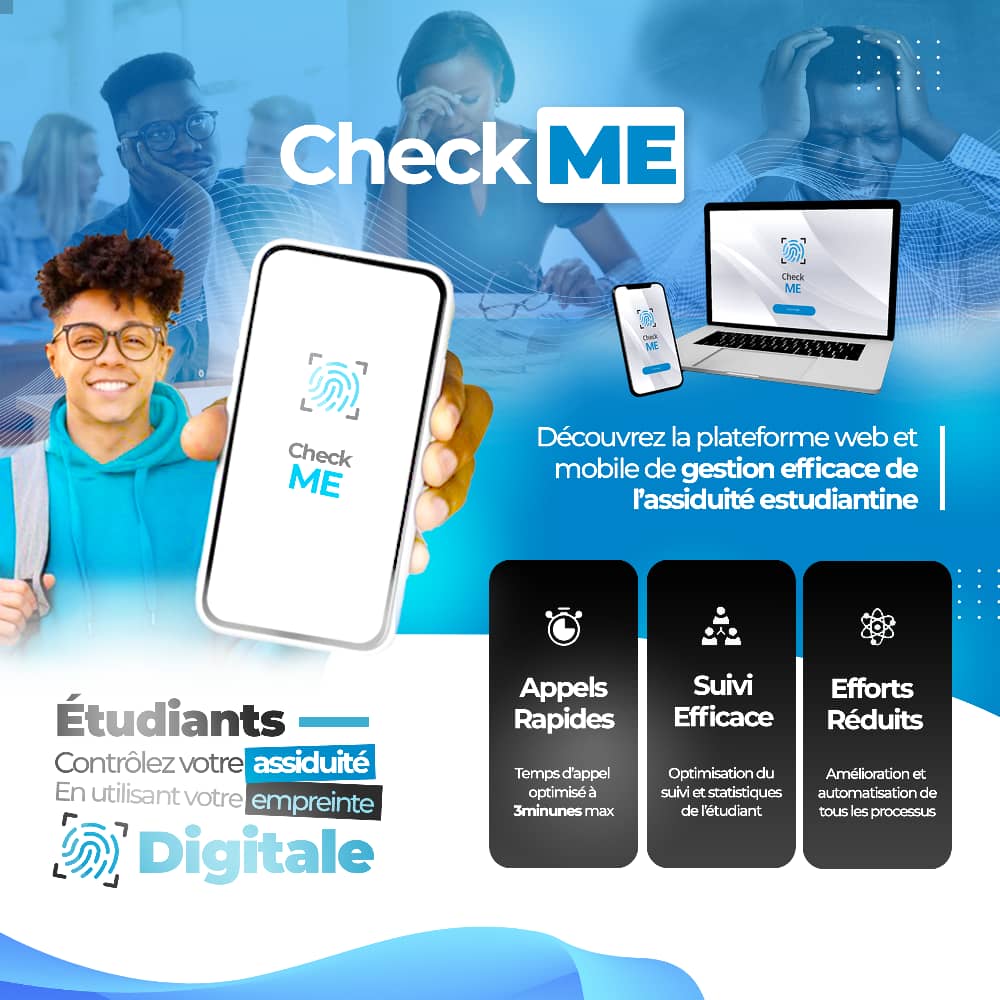 Check ME
Check
ME
Check
ME
Check
ME
Découvrez la plateforme web et
mobile de gestion efficace de
l'assiduité estudiantine
Appels
Rapides
Temps d'appel
optimisé à
3minunes max
Suivi
Efficace
Optimisation du
suivi et statistiques
de l'étudiant
Efforts
Réduits
Amélioration et
automatisation de
tous les processus
Étudiants
Contrôlez votre assiduité
En utilisant votre empreinte
Digitale